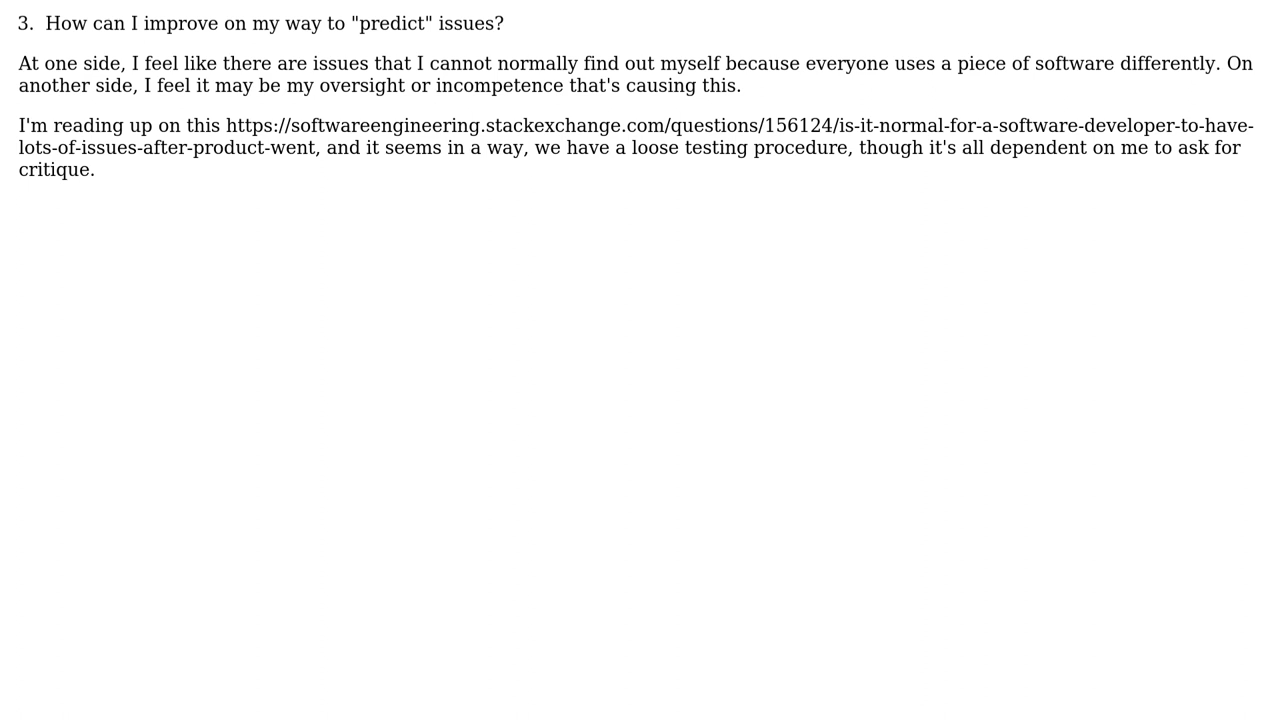 3. How can I improve on my way to "predict" issues?
At one side, I feel like there are issues that I cannot normally find out myself because everyone uses a piece of software differently. On
another side, I feel it may be my oversight or incompetence that's causing this.
I'm reading up on this https://softwareengineering.stackexchange.com/questions/156124/is-it-normal-for-a-software-developer-to-have-
lots-of-issues-after-product-went, and it seems in a way, we have a loose testing procedure, though it's all dependent on me to ask for
critique.